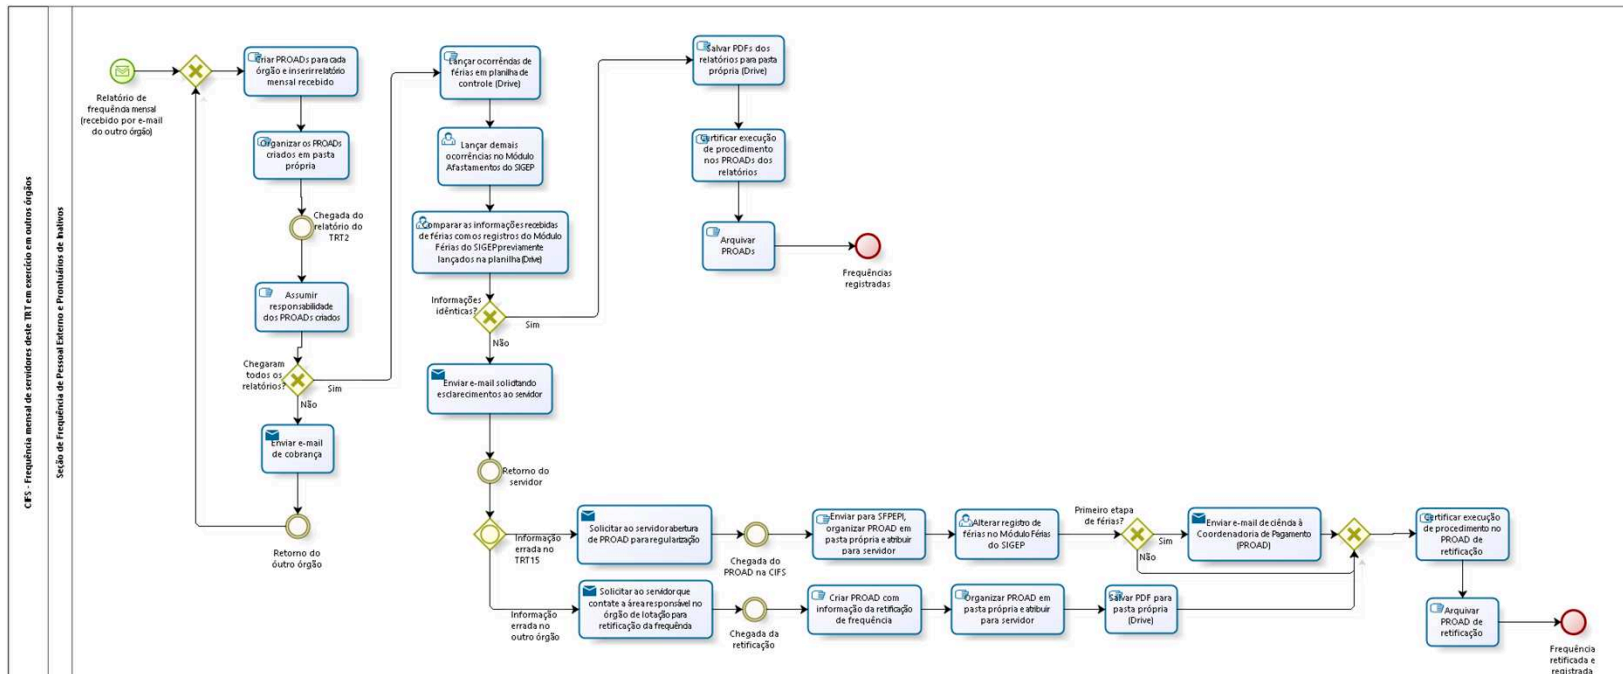 CIFS - Frequência mensal de servidores deste TRT em exercício em outros órgãos
Seção de Frequência de Pessoal Externo e Prontuários de Inativos
Relatório de
frequência mensal
(recebido por e-mail
do outro órgão)
Criar PROADs para cada
órgão e inserir relatório
mensal recebido
Organizar os PROADs
criados em pasta
própria
Chegada do
relatório do
TRT2
Assumir
responsabilidade
dos PROADs criados
Chegaram
todos os
relatórios?
Sim
Não
Enviar e-mail
de cobrança
Retorno do
outro órgão
Lançar ocorrências de
férias em planilha de
controle (Drive)
Lançar demais
ocorrências no Módulo
Afastamentos do SIGEP
Comparar as informações recebidas
de férias com os registros do Módulo
Férias do SIGEP previamente
lançados na planilha (Drive)
Informações
idênticas?
Sim
Não
Enviar e-mail solicitando
esclarecimentos ao servidor
Retorno do
servidor
Salvar PDFs dos
relatórios para pasta
própria (Drive)
Certificar execução
de procedimento
nos PROADs dos
relatórios
Arquivar
PROADs
Frequências
registradas
Informação
errada no
TRT15
Solicitar ao servidor abertura
de PROAD para regularização
Chegada do
PROAD na CIFS
Enviar para SFPEPI,
organizar PROAD em
pasta própria e atribuir
para servidor
Alterar registro de
férias no Módulo Férias
do SIGEP
Primeiro etapa
de férias?
Sim
Não
Enviar e-mail de ciência à
Coordenadoria de Pagamento
(PROAD)
Certificar execução
de procedimento no
PROAD de
retificação
Informação
errada no
outro órgão
Solicitar ao servidor que
contate a área responsável no
órgão de lotação para
retificação da frequência
Chegada da
retificação
Criar PROAD com
informação da retificação
de frequência
Organizar PROAD em
pasta própria e atribuir
para servidor
Salvar PDF para
pasta própria
(Drive)
Arquivar
PROAD de
retificação
Frequência
retificada e
registrada